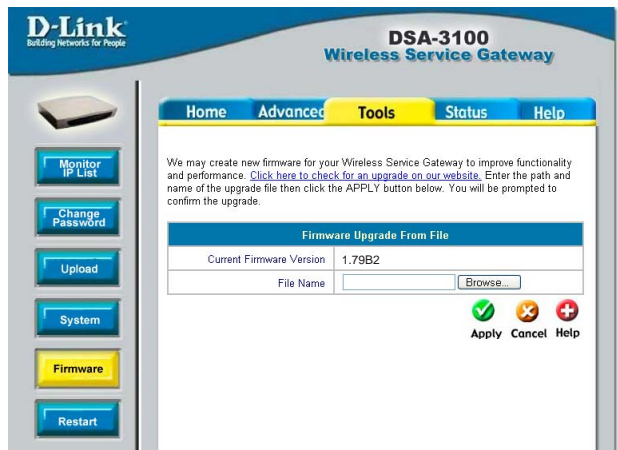 D-Link
Building Networks for People
DSA-3100
Wireless Service Gateway
Home Advanced Tools Status Help
Monitor
IP List
Change
Password
Upload
System
Firmware
Restart
We may create new firmware for your Wireless Service Gateway to improve functionality
and performance. Click here to check for an upgrade on our website. Enter the path and
name of the upgrade file then click the APPLY button below. You will be prompted to
confirm the upgrade.
Firmware Upgrade From File
Current Firmware Version 1.79B2
File Name Browse...
Apply Cancel Help